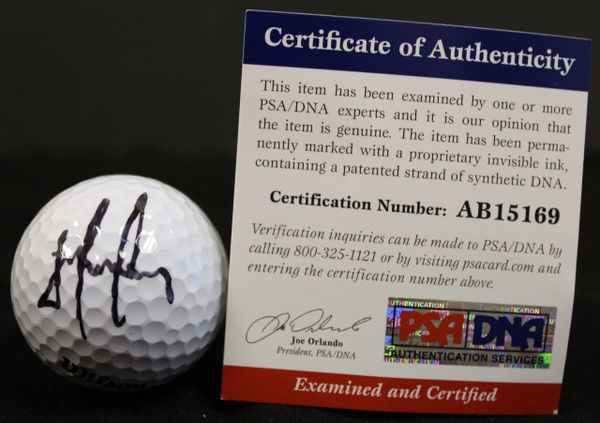 Certificate of Authenticity
This item has been examined by one or more
PSA/DNA experts and it is our opinion that
the item is genuine. The item has been perma-
nently marked with a proprietary invisible ink,
containing a patented strand of synthetic DNA.
Certification Number: AB15169
Verification inquiries can be made to PSA/DNA by
calling 800-325-1121 or by visiting psacard.com and
entering the certification number above.
Joe Orlando
President, PSA/DNA
AUTHENTICATION
PSA DNA
AUTHENTICATION SERVICES
Examined and Certified
Wilson